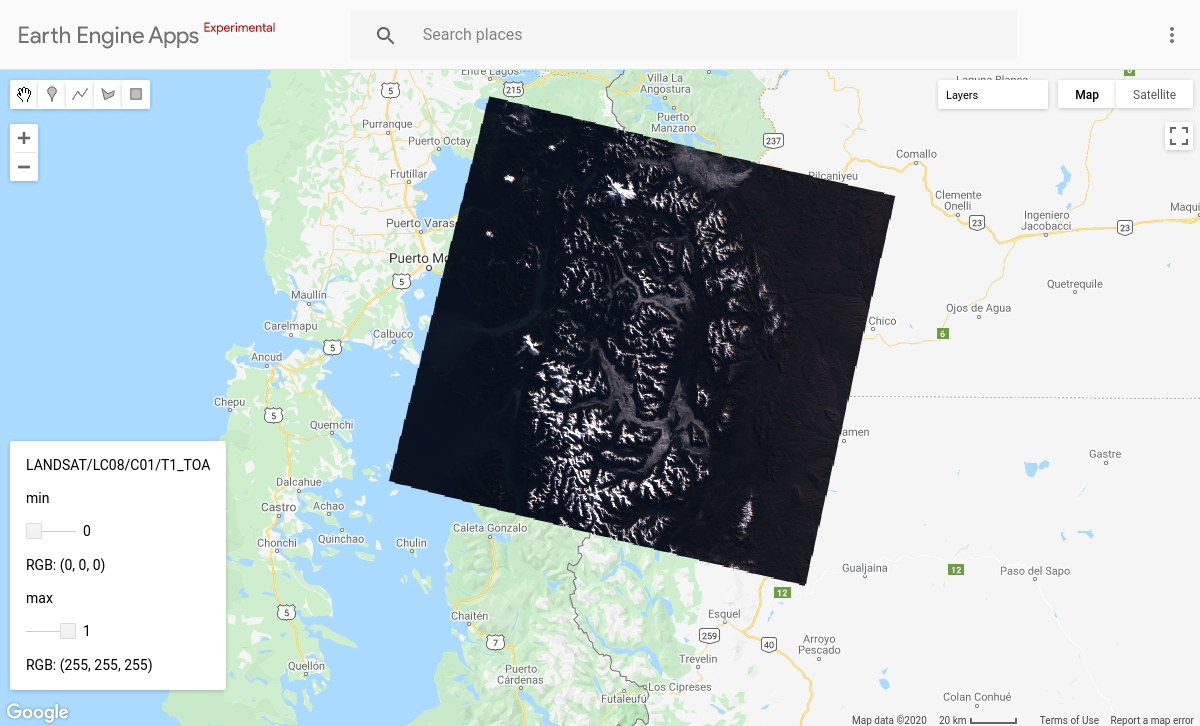 Earth Engine Apps Experimental
Search places
Entre Lagos
215
Villa La
Angostura
Laguna Blanca
6
Layers
Map
Satellite
5
Purranque
Puerto Octay
Puerto
Manzano
237
Comallo
Frutillar
Pilcaniyeu
Clemente
Onelli
Puerto Varas
23
Ingeniero
Jacobacci
23
Maqui
Puerto Mo
5
Quetrequile
Maullín
Ojos de Agua
Carelmapu
Calbuco
Chico
6
5
Ancud
Chepu
5
Quemchi
amen
Gastre
LANDSAT/LC08/C01/T1_TOA
min
0
RGB: (0, 0, 0)
max
1
RGB: (255, 255, 255)
Dalcahue
Castro
Achao
Quinchao
Chonchi
Chulin
Caleta Gonzalo
Gualjaina
12
Paso del Sapo
12
5
Chaitén
Esquel
7
259
40
Arroyo
Pescado
Quellón
Trevelin
Puerto
Cárdenas
Los Cipreses
Futaleufú
Colan Conhué
Google
Map data ©2020
20 km
Terms of Use
Report a map error